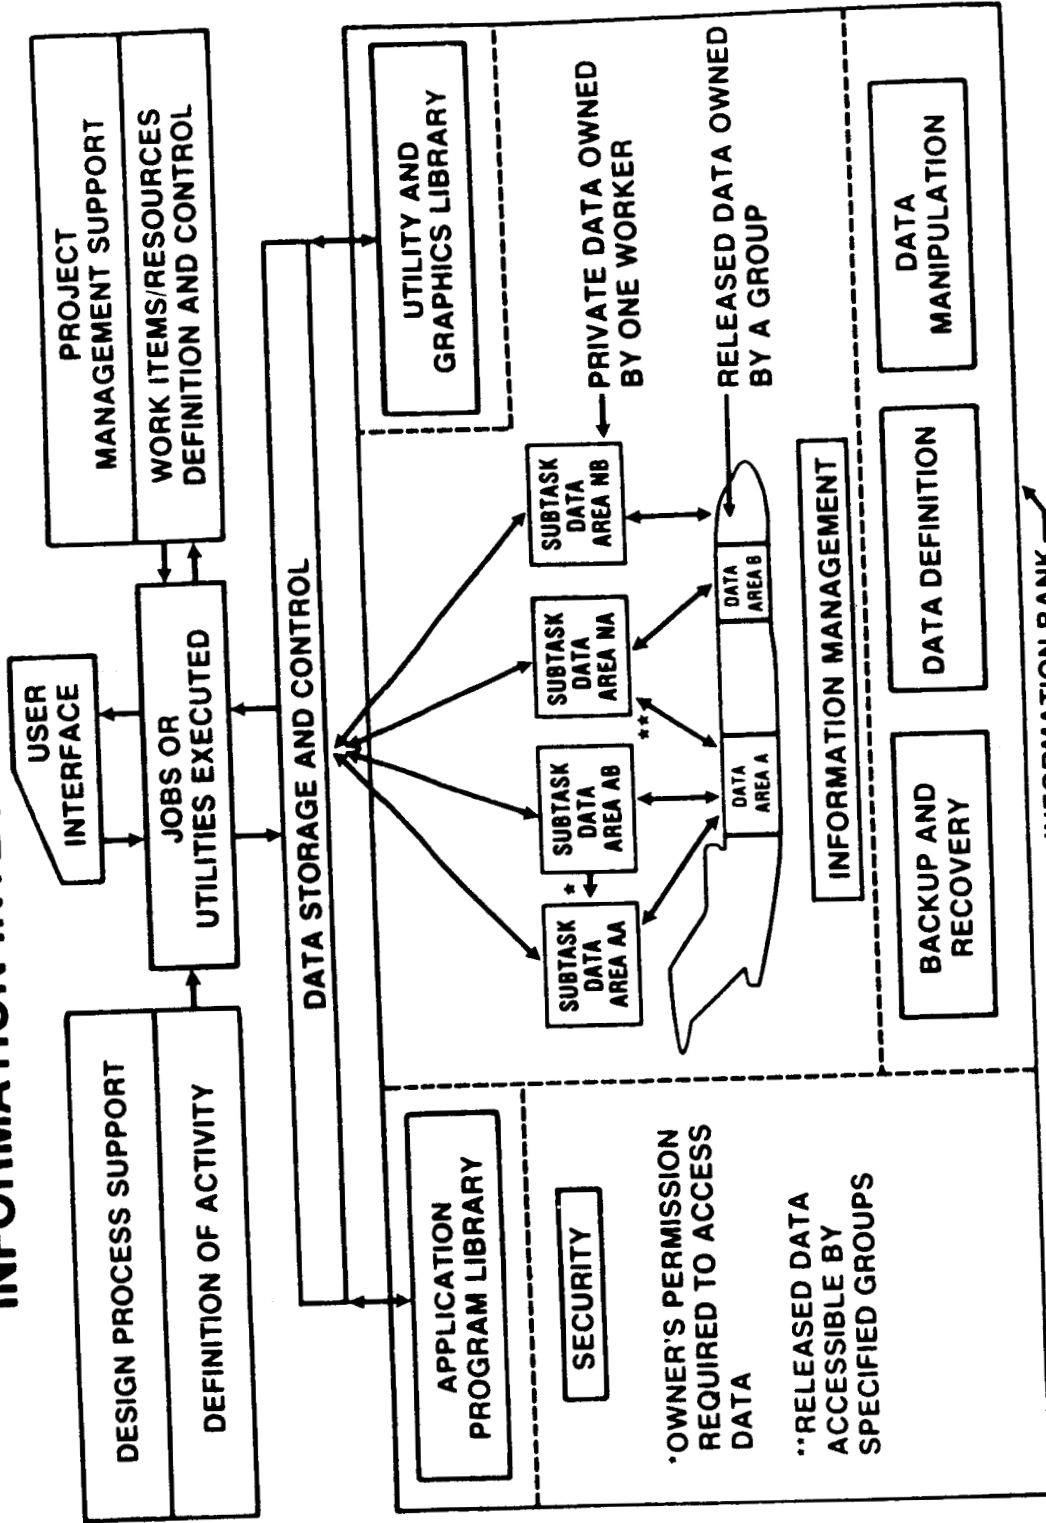 DESIGN PROCESS SUPPORT
DEFINITION OF ACTIVITY
USER
INTERFACE
JOBS OR
UTILITIES EXECUTED
PROJECT
MANAGEMENT SUPPORT
WORK ITEMS/RESOURCES
DEFINITION AND CONTROL
DATA STORAGE AND CONTROL
APPLICATION
PROGRAM LIBRARY
UTILITY AND
GRAPHICS LIBRARY
SECURITY
*OWNER'S PERMISSION
REQUIRED TO ACCESS
DATA
**RELEASED DATA
ACCESSIBLE BY
SPECIFIED GROUPS
SUBTASK
DATA
AREA AA
*
SUBTASK
DATA
AREA AB
SUBTASK
DATA
AREA NA
**
SUBTASK
DATA
AREA NB
PRIVATE DATA OWNED
BY ONE WORKER
RELEASED DATA OWNED
BY A GROUP
DATA
AREA A
DATA
AREA B
INFORMATION MANAGEMENT
BACKUP AND
RECOVERY
DATA DEFINITION
DATA
MANIPULATION
INFORMATION BANK